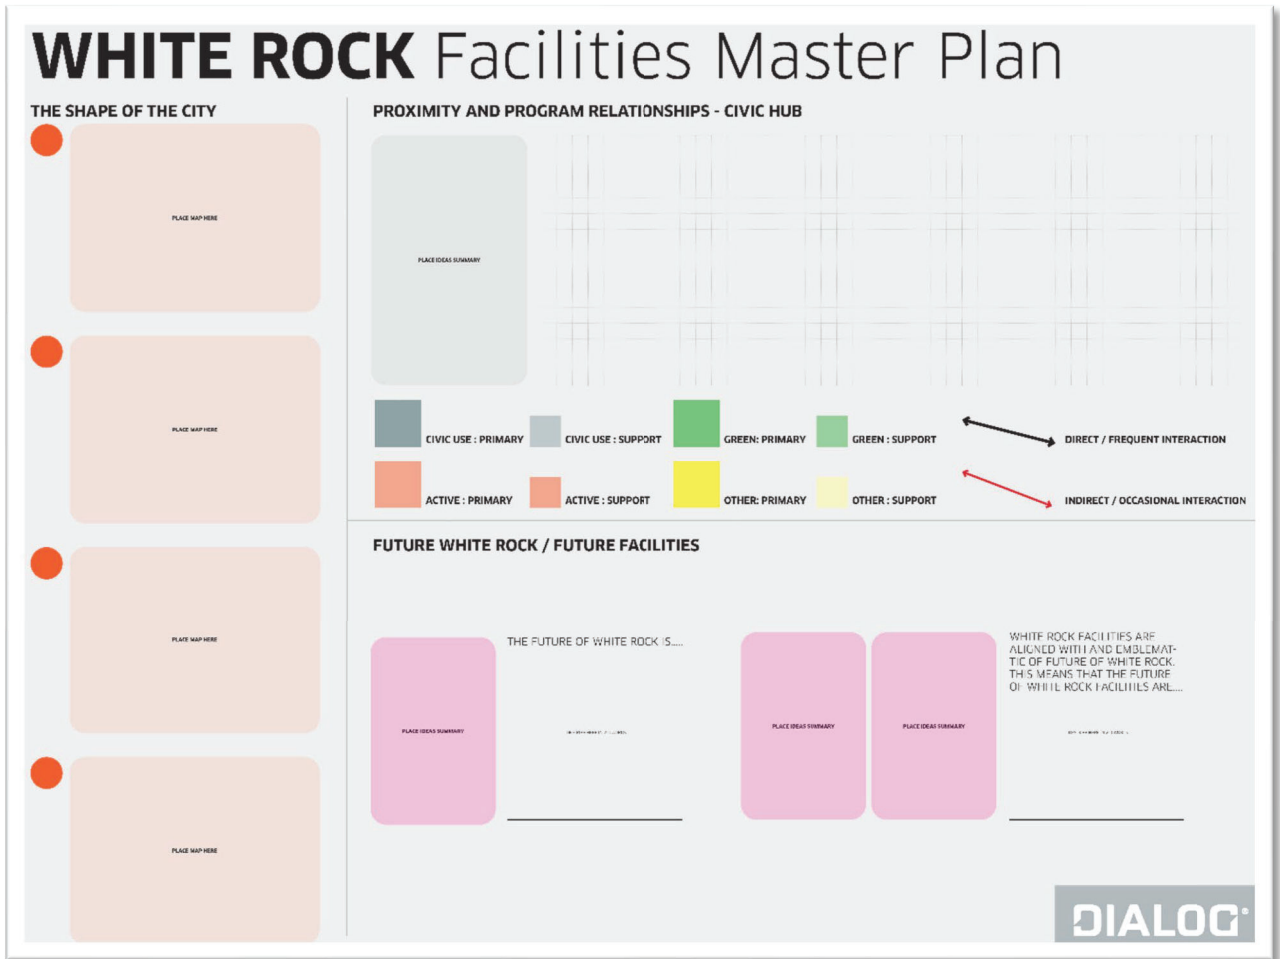 WHITE ROCK Facilities Master Plan
THE SHAPE OF THE CITY
PLACE MAP HERE
PLACE MAP HERE
PLACE MAP HERE
PLACE MAP HERE
PROXIMITY AND PROGRAM RELATIONSHIPS - CIVIC HUB
PLACE IDEAS SUMMARY
CIVIC USE : PRIMARY
CIVIC USE : SUPPORT
GREEN: PRIMARY
GREEN : SUPPORT
DIRECT / FREQUENT INTERACTION
ACTIVE : PRIMARY
ACTIVE : SUPPORT
OTHER: PRIMARY
OTHER : SUPPORT
INDIRECT / OCCASIONAL INTERACTION
FUTURE WHITE ROCK / FUTURE FACILITIES
PLACE IDEAS SUMMARY
THE FUTURE OF WHITE ROCK IS.....
PLACE IDEAS SUMMARY
PLACE IDEAS SUMMARY
WHITE ROCK FACILITIES ARE
ALIGNED WITH AND EMBLEMAT-
TIC OF FUTURE OF WHITE ROCK.
THIS MEANS THAT THE FUTURE
OF WHITE ROCK FACILITIES ARE....
DIALOG®